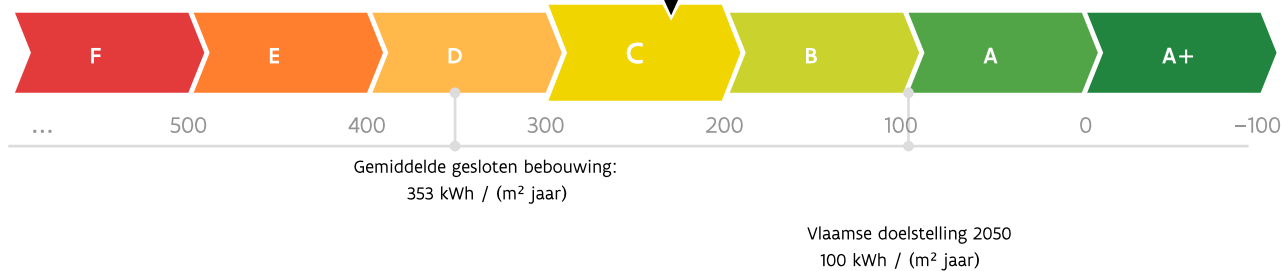 F E D C B A A+
... 500 400 300 200 100 0 –100
Gemiddelde gesloten bebouwing:
353 kWh / (m² jaar)
Vlaamse doelstelling 2050
100 kWh / (m² jaar)